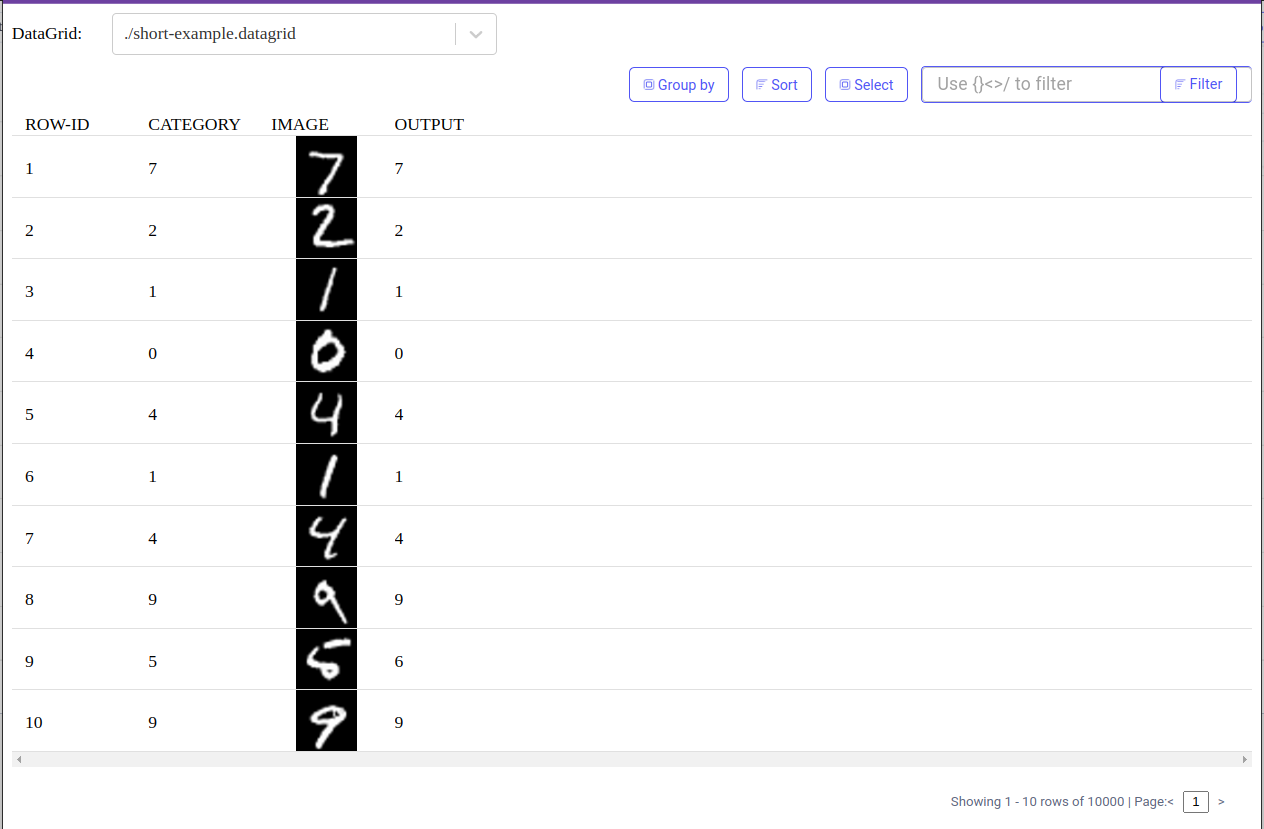 DataGrid: ./short-example.datagrid
Group by Sort Select Use {}<>/ to filter Filter
ROW-ID CATEGORY IMAGE OUTPUT
1 7 7 7
2 2 2 2
3 1 1 1
4 0 0 0
5 4 4 4
6 1 1 1
7 4 4 4
8 9 9 9
9 5 5 6
10 9 9 9
Showing 1 - 10 rows of 10000 | Page:< 1 >